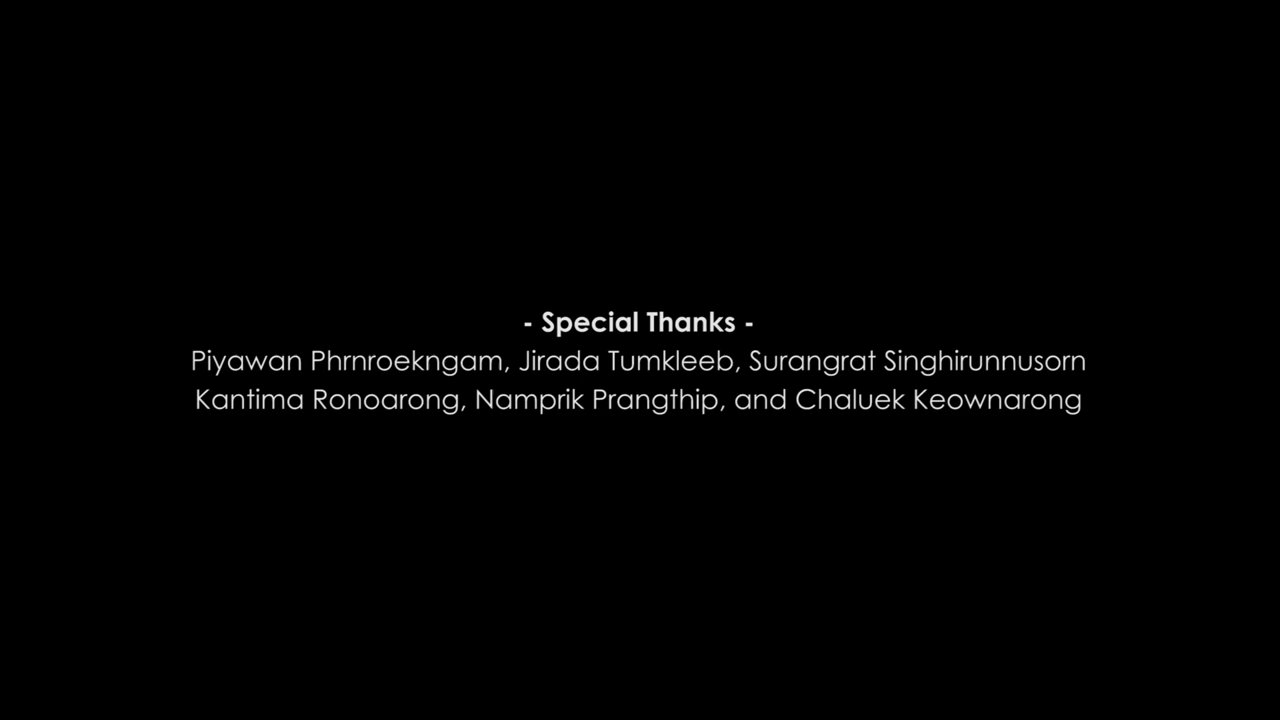 - Special Thanks -
Piyawan Phrnroekngam, Jirada Tumkleeb, Surangrat Singhirunnusorn
Kantima Ronoarong, Namprik Prangthip, and Chaluek Keownarong